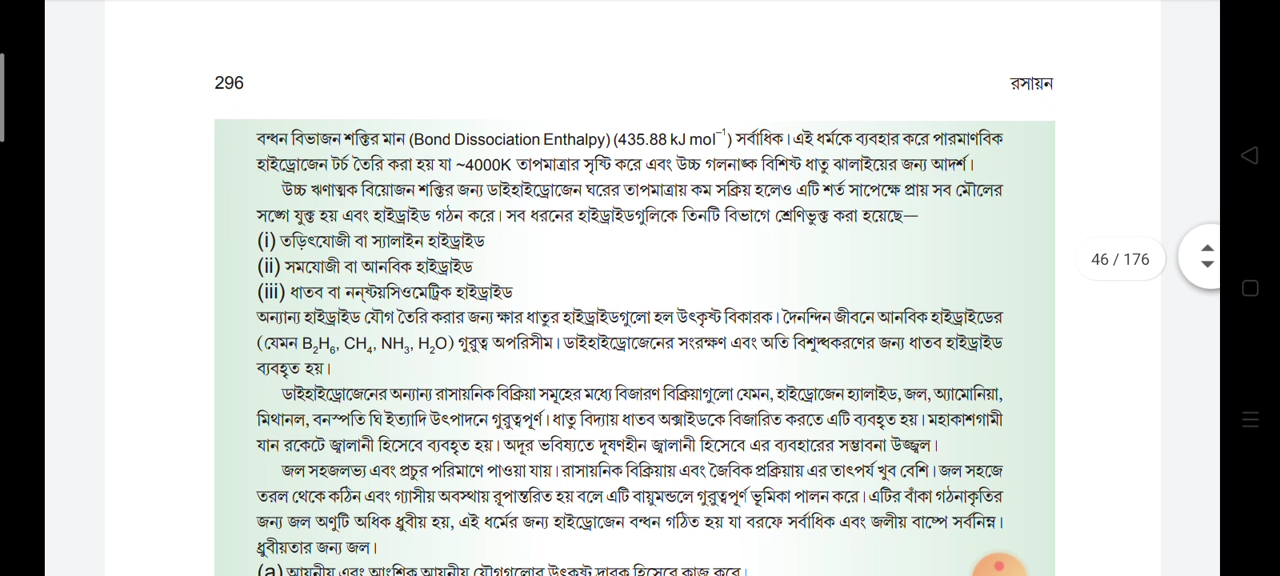 296
রসায়ন
বন্ধন বিভাজন শক্তির মান (Bond Dissociation Enthalpy) (435.88 kJ mol⁻¹) সর্বাধিক। এই ধর্মকে ব্যবহার করে পারমাণবিক
হাইড্রোজেন টর্চ তৈরি করা হয় যা ~4000K তাপমাত্রার সৃষ্টি করে এবং উচ্চ গলনাঙ্ক বিশিষ্ট ধাতু ঝালাইয়ের জন্য আদর্শ।
উচ্চ ঋণাত্মক বিয়োজন শক্তির জন্য ডাইহাইড্রোজেন ঘরের তাপমাত্রায় কম সক্রিয় হলেও এটি শর্ত সাপেক্ষে প্রায় সব মৌলের
সঙ্গে যুক্ত হয় এবং হাইড্রাইড গঠন করে। সব ধরনের হাইড্রাইডগুলিকে তিনটি বিভাগে শ্রেণিভুক্ত করা হয়েছে—
(i) তড়িৎযোজী বা স্যালাইন হাইড্রাইড
(ii) সমযোজী বা আনবিক হাইড্রাইড
(iii) ধাতব বা নন্‌ষ্টয়সিওমেট্রিক হাইড্রাইড
অন্যান্য হাইড্রাইড যৌগ তৈরি করার জন্য ক্ষার ধাতুর হাইড্রাইডগুলো হল উৎকৃষ্ট বিকারক। দৈনন্দিন জীবনে আনবিক হাইড্রাইডের
(যেমন B₂H₆, CH₄, NH₃, H₂O) গুরুত্ব অপরিসীম। ডাইহাইড্রোজেনের সংরক্ষণ এবং অতি বিশুদ্ধকরণের জন্য ধাতব হাইড্রাইড
ব্যবহৃত হয়।
ডাইহাইড্রোজেনের অন্যান্য রাসায়নিক বিক্রিয়া সমূহের মধ্যে বিজারণ বিক্রিয়াগুলো যেমন, হাইড্রোজেন হ্যালাইড, জল, অ্যামোনিয়া,
মিথানল, বনস্পতি ঘি ইত্যাদি উৎপাদনে গুরুত্বপূর্ণ। ধাতু বিদ্যায় ধাতব অক্সাইডকে বিজারিত করতে এটি ব্যবহৃত হয়। মহাকাশগামী
যান রকেটে জ্বালানী হিসেবে ব্যবহৃত হয়। অদূর ভবিষ্যতে দূষণহীন জ্বালানী হিসেবে এর ব্যবহারের সম্ভাবনা উজ্জ্বল।
জল সহজলভ্য এবং প্রচুর পরিমাণে পাওয়া যায়। রাসায়নিক বিক্রিয়ায় এবং জৈবিক প্রক্রিয়ায় এর তাৎপর্য খুব বেশি। জল সহজে
তরল থেকে কঠিন এবং গ্যাসীয় অবস্থায় রূপান্তরিত হয় বলে এটি বায়ুমন্ডলে গুরুত্বপূর্ণ ভূমিকা পালন করে। এটির বাঁকা গঠনাকৃতির
জন্য জল অণুটি অধিক ধ্রুবীয় হয়, এই ধর্মের জন্য হাইড্রোজেন বন্ধন গঠিত হয় যা বরফে সর্বাধিক এবং জলীয় বাষ্পে সর্বনিম্ন।
ধ্রুবীয়তার জন্য জল।
(a) আয়নীয় এবং আংশিক আয়নীয় যৌগগুলোর উৎকৃষ্ট দ্রাবক হিসেবে কাজ করে।
46 / 176